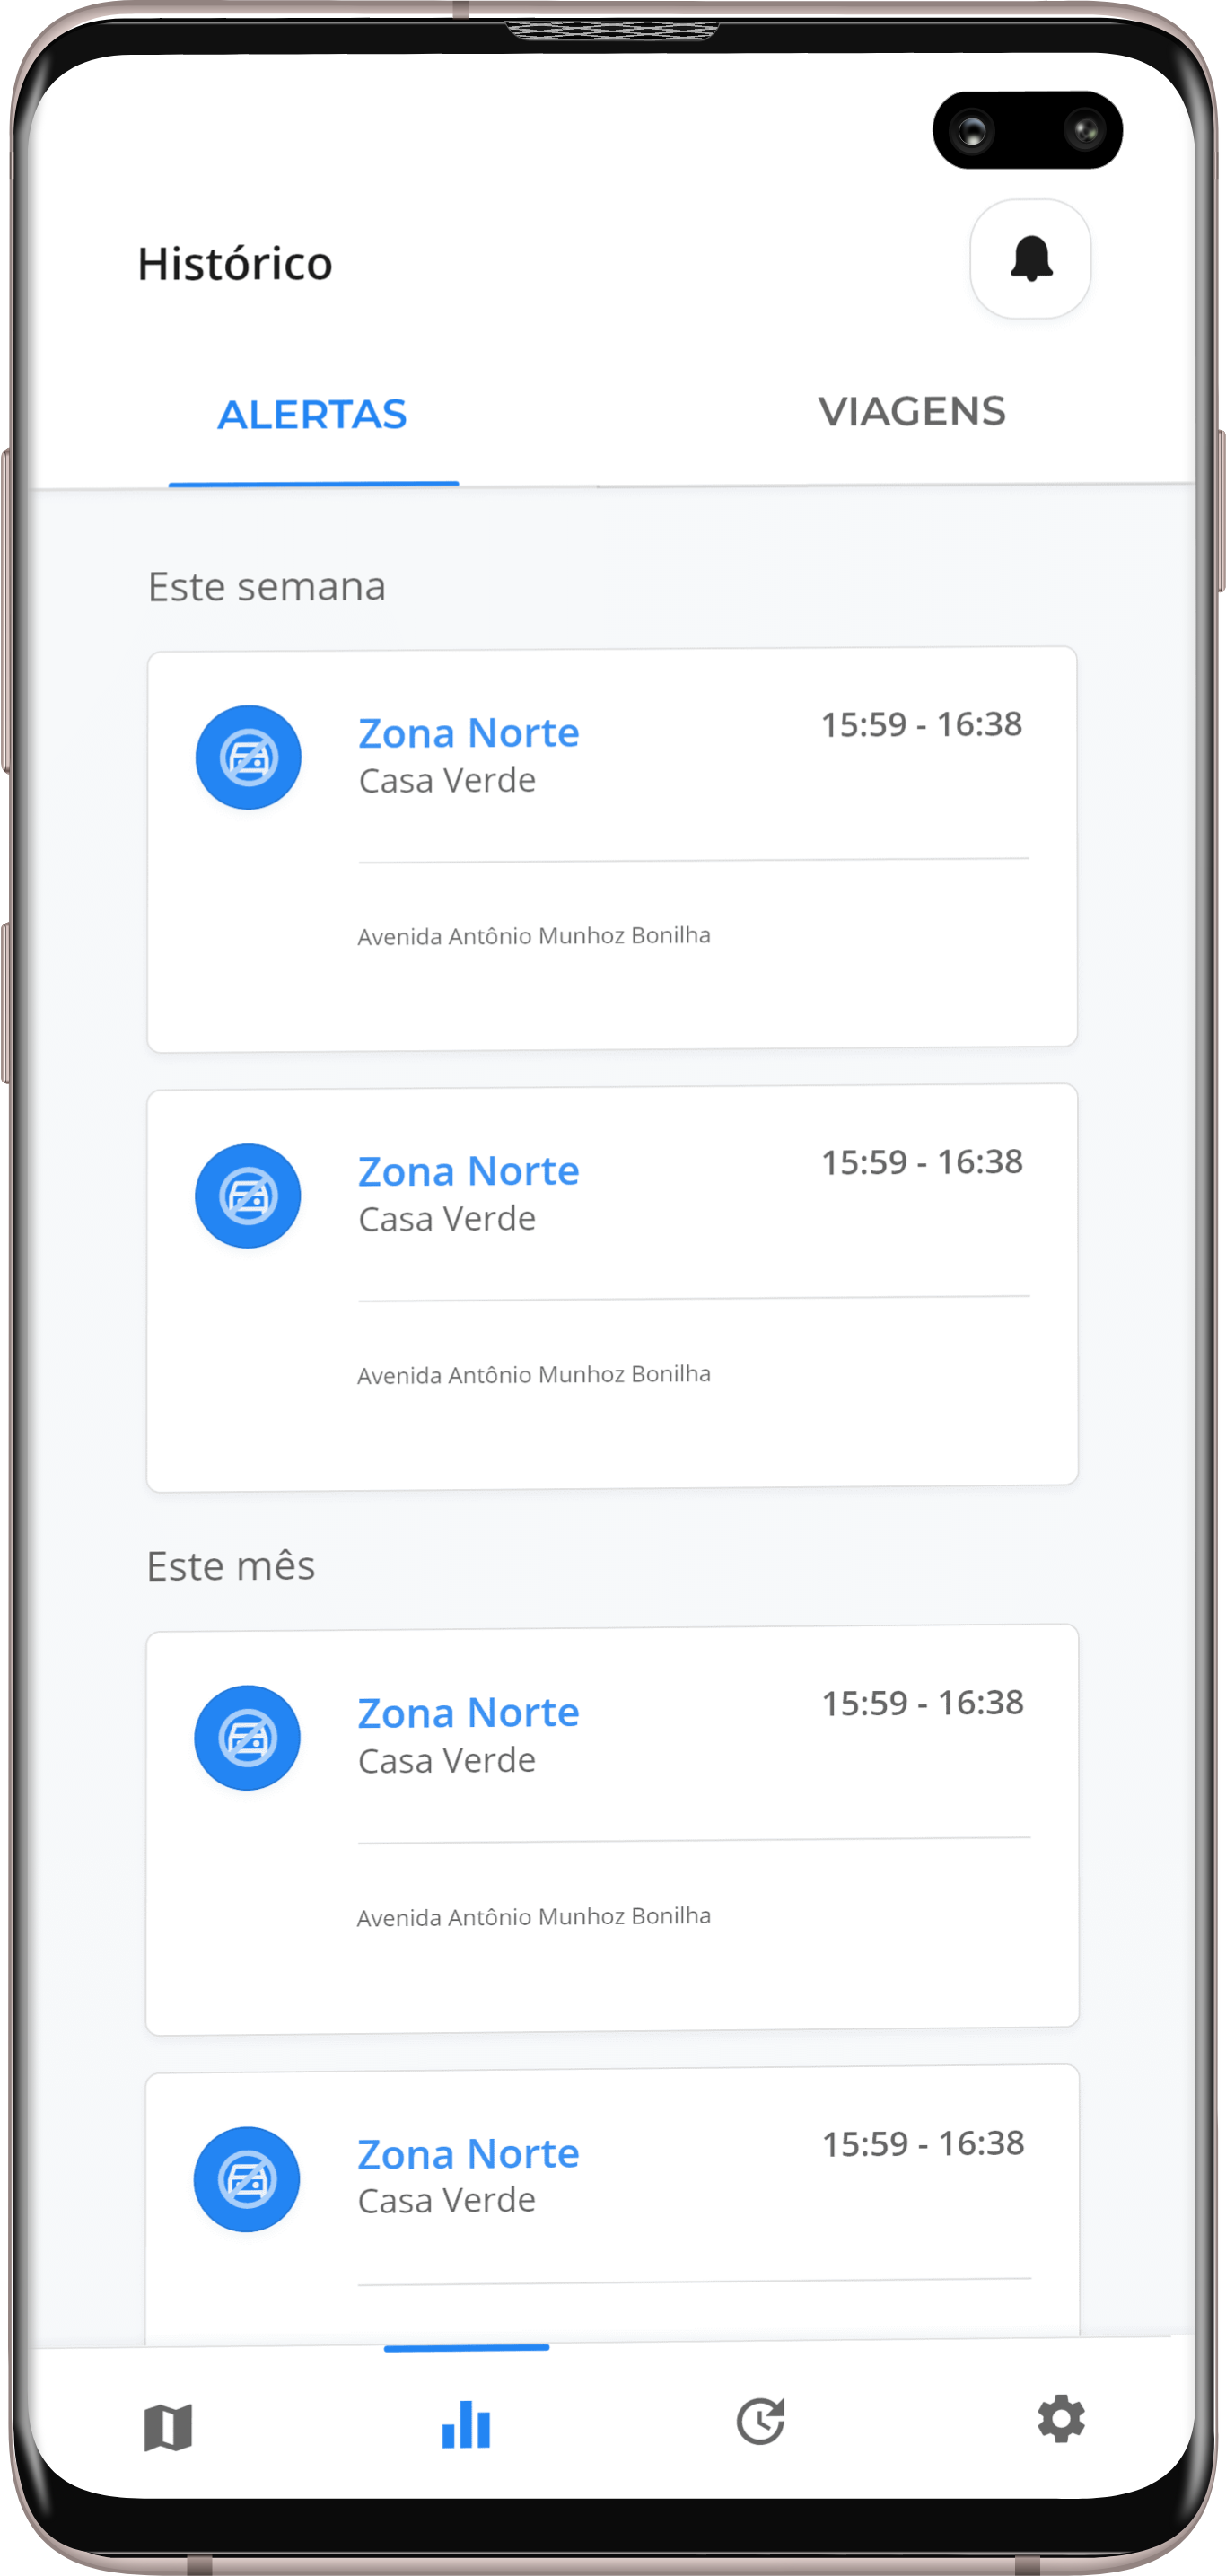 Histórico
ALERTAS VIAGENS
Este semana
Zona Norte 15:59 - 16:38
Casa Verde
Avenida Antônio Munhoz Bonilha
Zona Norte 15:59 - 16:38
Casa Verde
Avenida Antônio Munhoz Bonilha
Este mês
Zona Norte 15:59 - 16:38
Casa Verde
Avenida Antônio Munhoz Bonilha
Zona Norte 15:59 - 16:38
Casa Verde